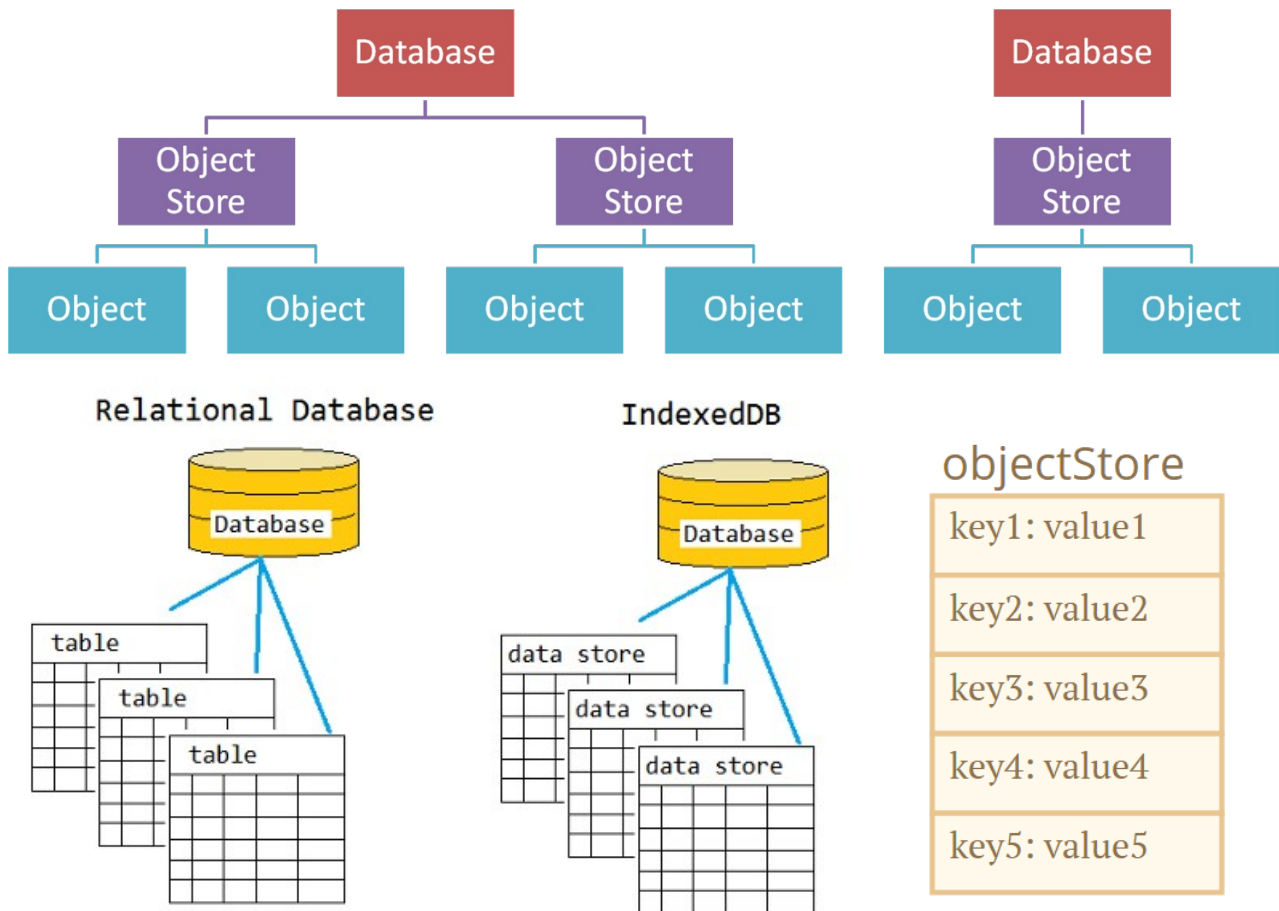 Database
Database
Object
Store
Object
Store
Object
Store
Object
Object
Object
Object
Object
Object
Relational Database
Database
table
table
table
IndexedDB
Database
data store
data store
data store
objectStore
key1: value1
key2: value2
key3: value3
key4: value4
key5: value5